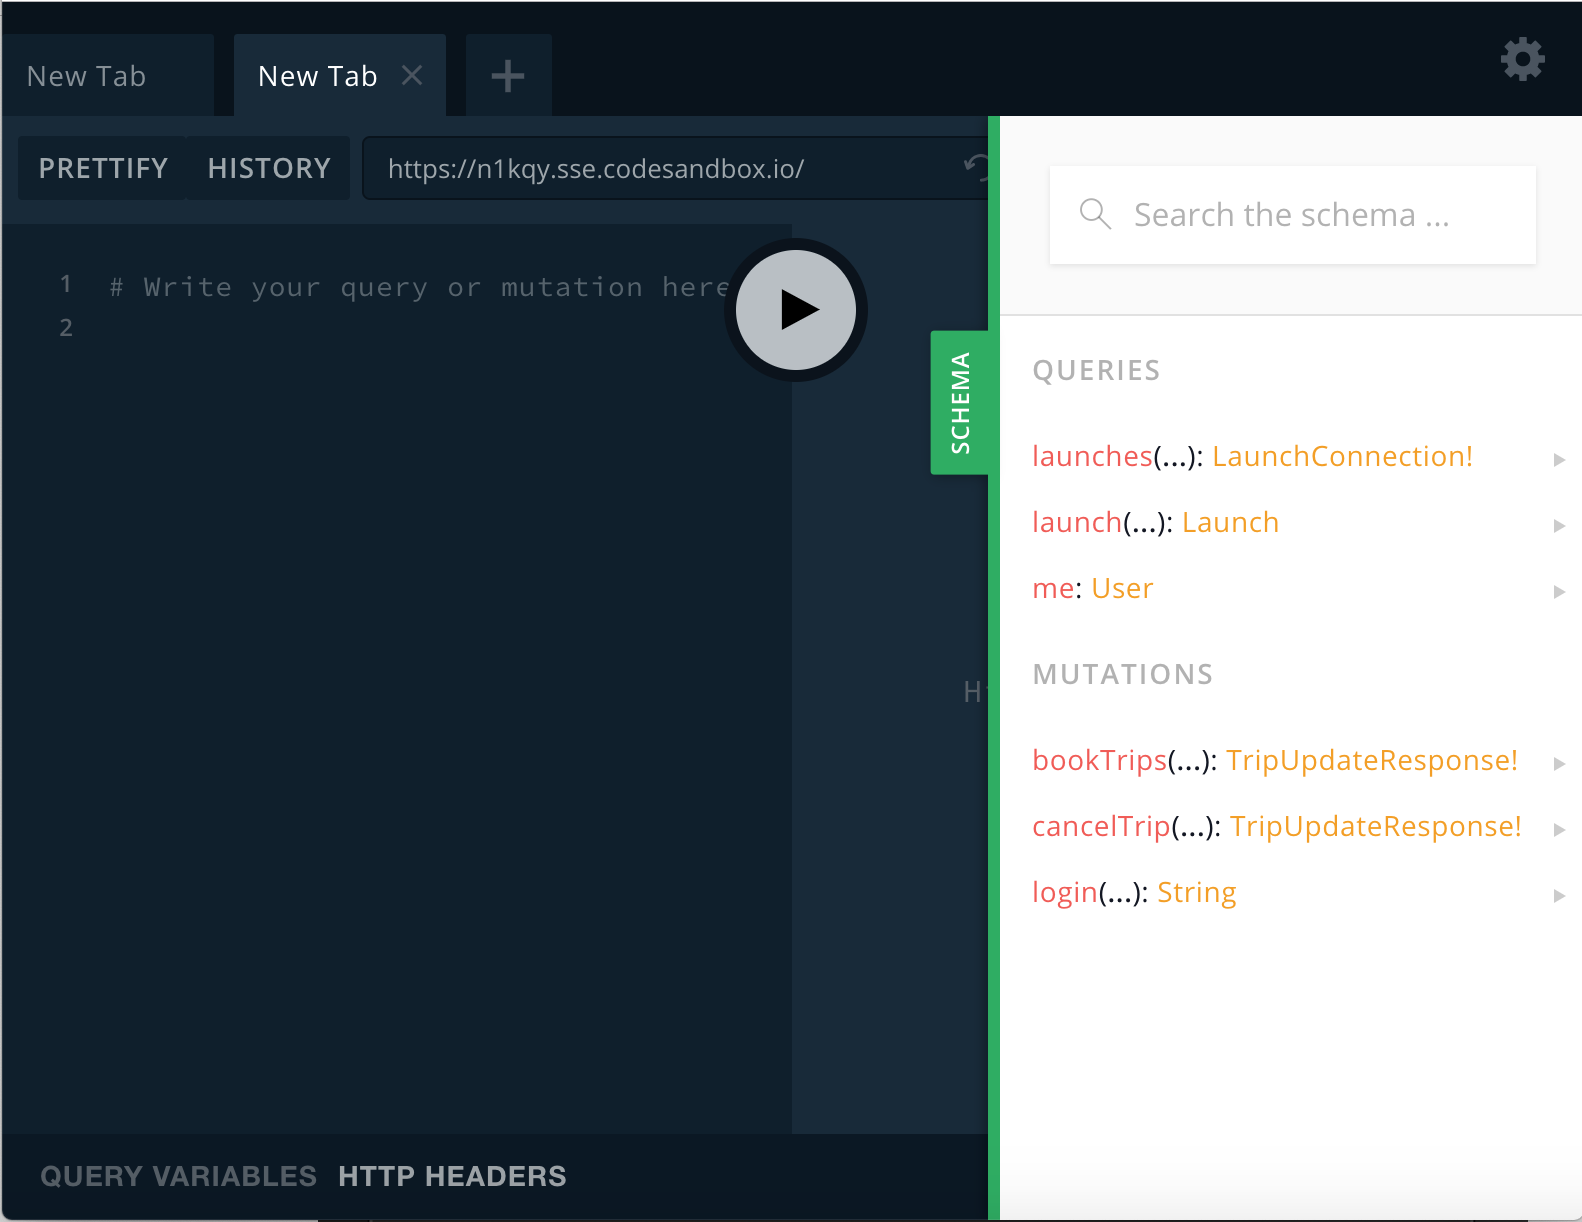 New Tab
New Tab
PRETTIFY HISTORY https://n1kqy.sse.codesandbox.io/
1 # Write your query or mutation here
2
SCHEMA
Search the schema ...
QUERIES
launches(...): LaunchConnection!
launch(...): Launch
me: User
MUTATIONS
bookTrips(...): TripUpdateResponse!
cancelTrip(...): TripUpdateResponse!
login(...): String
QUERY VARIABLES HTTP HEADERS